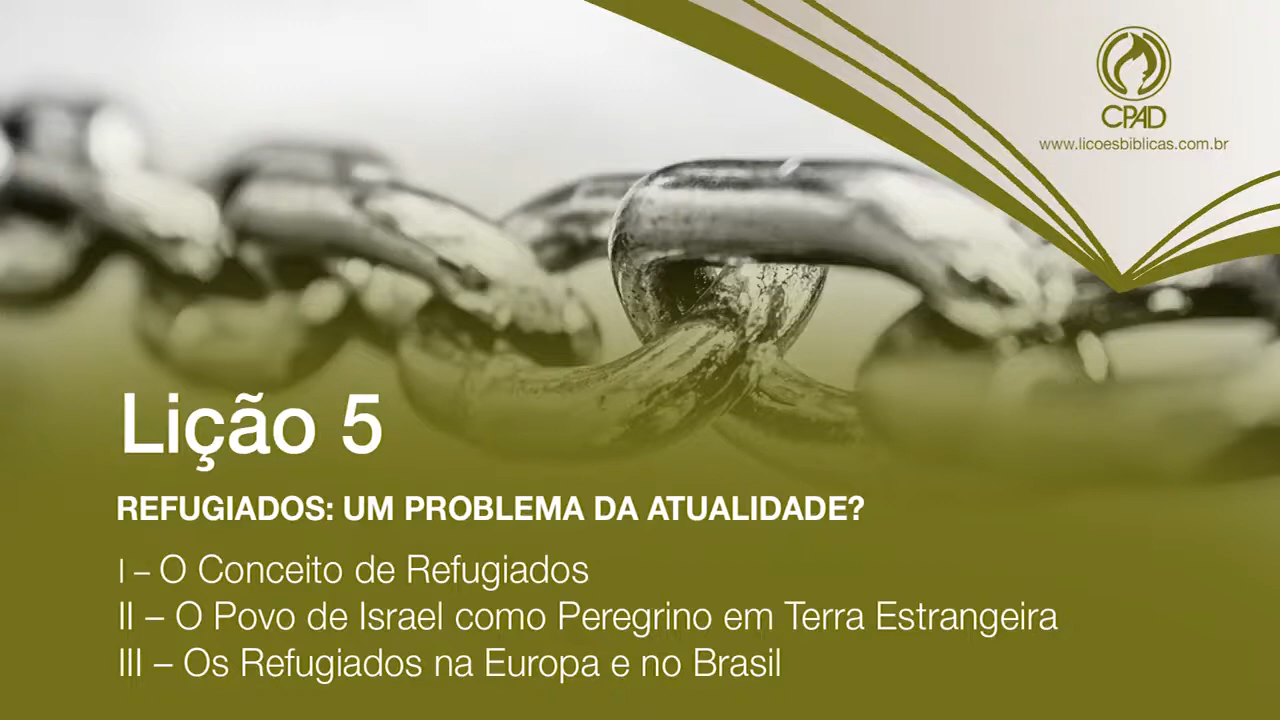 CPAD
www.licoesbiblicas.com.br
Lição 5
REFUGIADOS: UM PROBLEMA DA ATUALIDADE?
I – O Conceito de Refugiados
II – O Povo de Israel como Peregrino em Terra Estrangeira
III – Os Refugiados na Europa e no Brasil